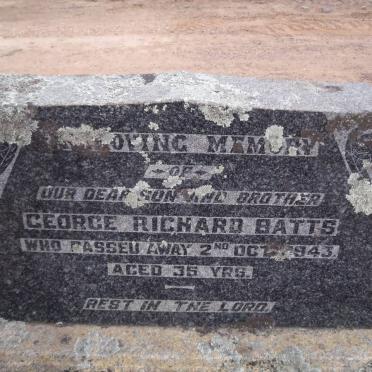 IN LOVING MEMORY
OF
OUR DEAR SON AND BROTHER
GEORGE RICHARD BATTS
WHO PASSED AWAY 2ND OCT. 1943.
AGED 35 YRS.
REST IN THE LORD.